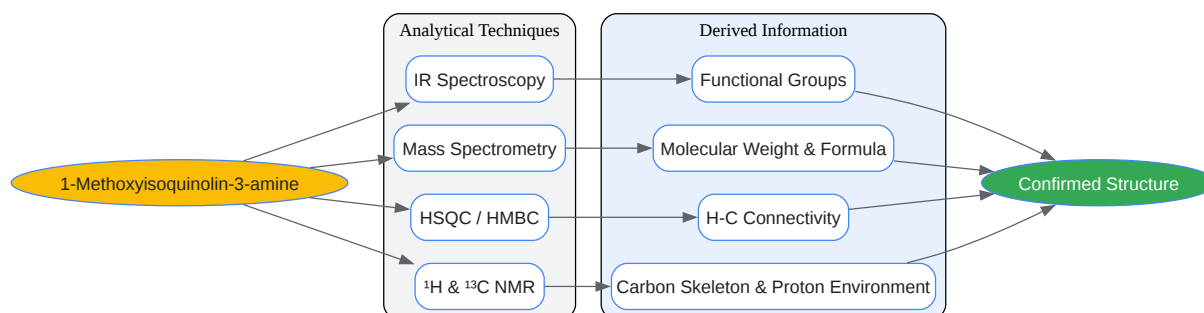 Analytical Techniques
Derived Information
IR Spectroscopy
Functional Groups
Mass Spectrometry
Molecular Weight & Formula
1-Methoxyisoquinolin-3-amine
Confirmed Structure
HSQC / HMBC
H-C Connectivity
¹H & ¹³C NMR
Carbon Skeleton & Proton Environment